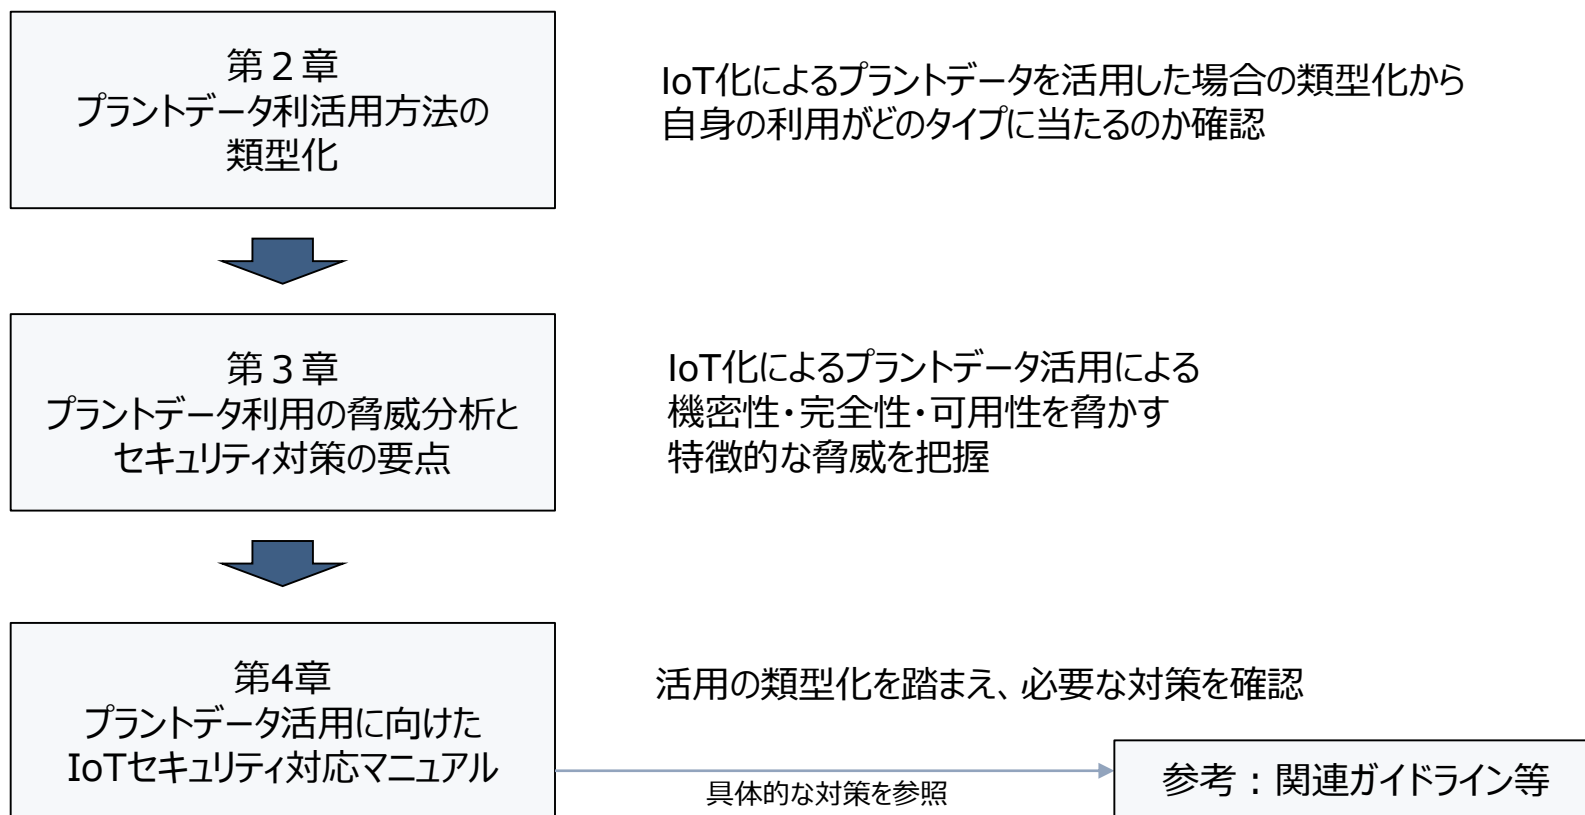 第２章
プラントデータ利活用方法の
類型化
IoT化によるプラントデータを活用した場合の類型化から
自身の利用がどのタイプに当たるのか確認
第３章
プラントデータ利用の脅威分析と
セキュリティ対策の要点
IoT化によるプラントデータ活用による
機密性・完全性・可用性を脅かす
特徴的な脅威を把握
第4章
プラントデータ活用に向けた
IoTセキュリティ対応マニュアル
活用の類型化を踏まえ、必要な対策を確認
具体的な対策を参照
参考：関連ガイドライン等